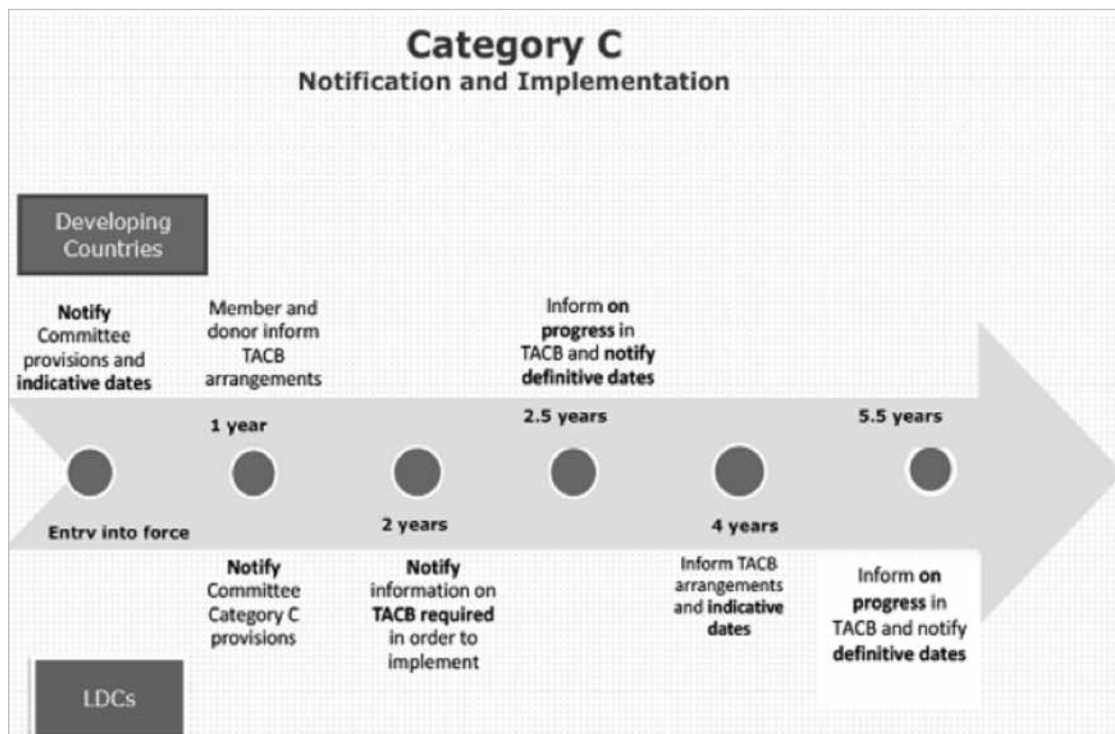 Category C
Notification and Implementation
Developing
Countries
Notify
Committee
provisions and
indicative dates
Member and
donor inform
TACB
arrangements
Inform on
progress in
TACB and notify
definitive dates
1 year
2.5 years
5.5 years
Entry into force
2 years
4 years
Notify
Committee
Category C
provisions
Notify
information on
TACB required
in order to
implement
Inform TACB
arrangements
and indicative
dates
Inform on
progress in
TACB and notify
definitive dates
LDCs